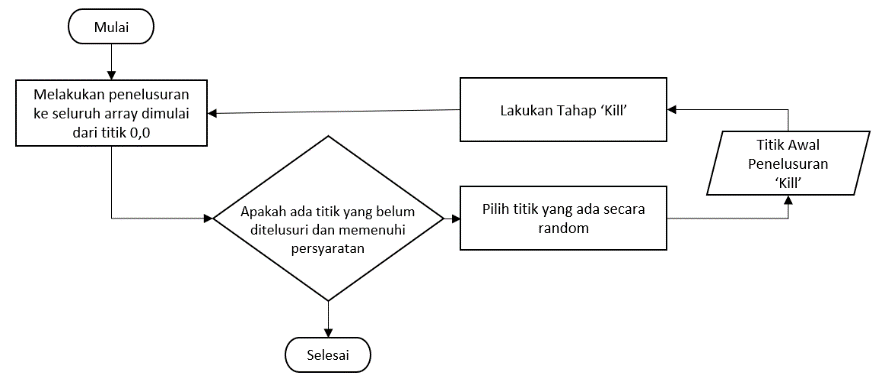 Mulai
Melakukan penelusuran
ke seluruh array dimulai
dari titik 0,0
Apakah ada titik yang belum
ditelusuri dan memenuhi
persyaratan
Pilih titik yang ada secara
random
Titik Awal
Penelusuran
‘Kill’
Lakukan Tahap ‘Kill’
Selesai